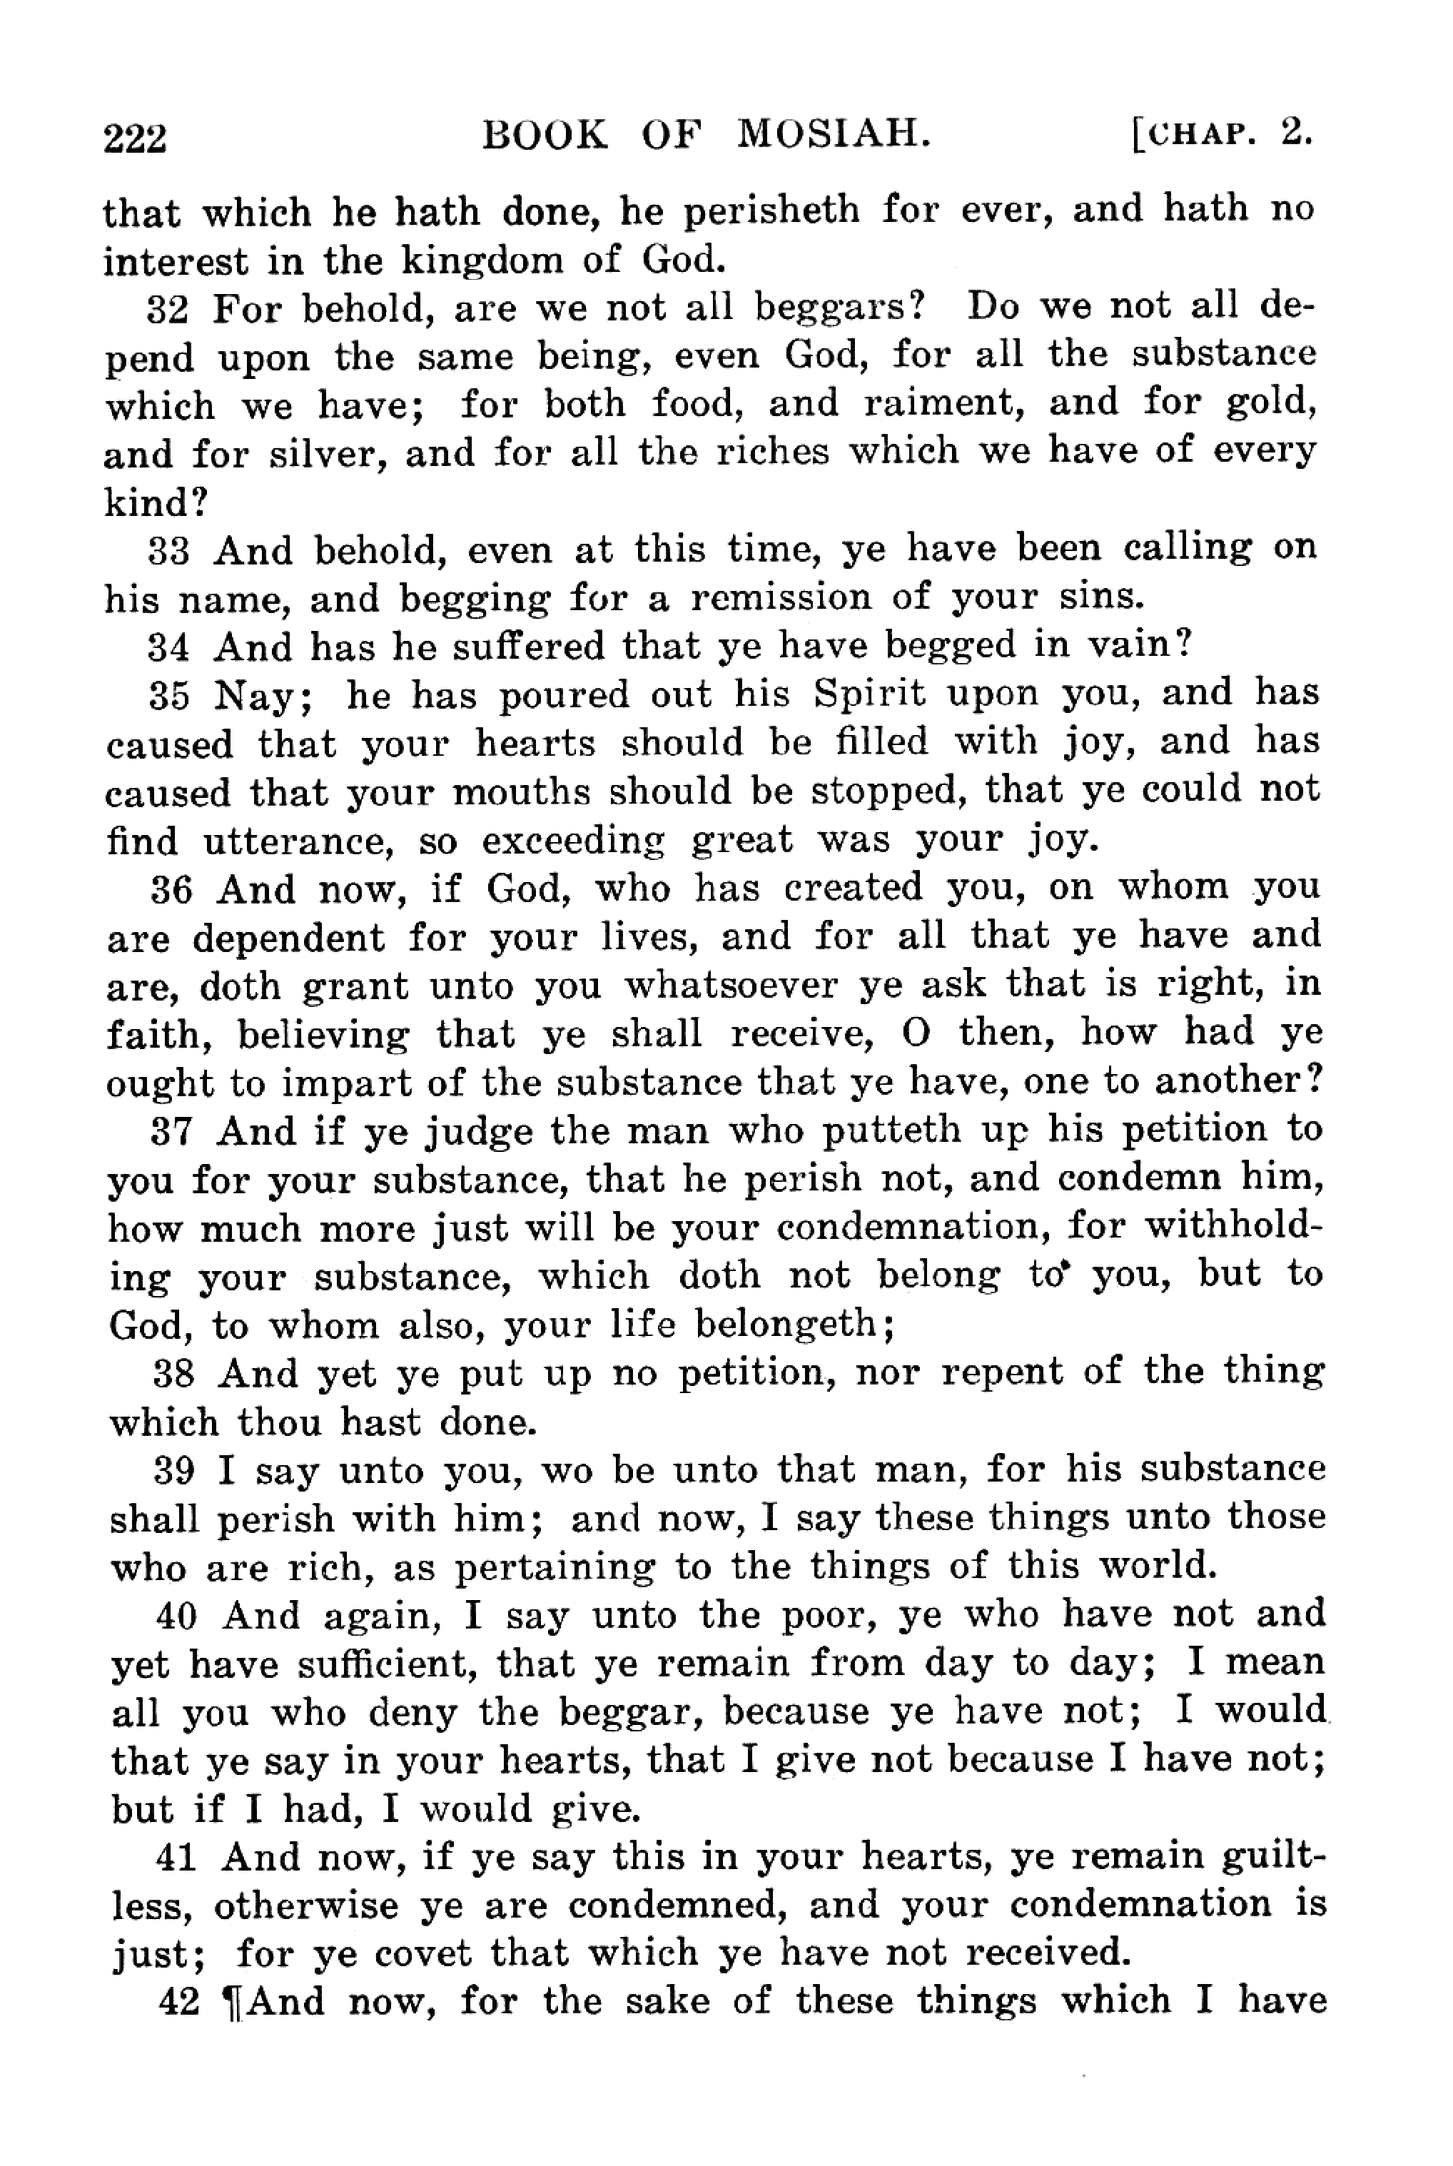 222 BOOK OF MOSIAH. [CHAP. 2.
that which he hath done, he perisheth for ever, and hath no
interest in the kingdom of God.
32 For behold, are we not all beggars? Do we not all de-
pend upon the same being, even God, for all the substance
which we have; for both food, and raiment, and for gold,
and for silver, and for all the riches which we have of every
kind?
33 And behold, even at this time, ye have been calling on
his name, and begging for a remission of your sins.
34 And has he suffered that ye have begged in vain?
35 Nay; he has poured out his Spirit upon you, and has
caused that your hearts should be filled with joy, and has
caused that your mouths should be stopped, that ye could not
find utterance, so exceeding great was your joy.
36 And now, if God, who has created you, on whom you
are dependent for your lives, and for all that ye have and
are, doth grant unto you whatsoever ye ask that is right, in
faith, believing that ye shall receive, O then, how had ye
ought to impart of the substance that ye have, one to another?
37 And if ye judge the man who putteth up his petition to
you for your substance, that he perish not, and condemn him,
how much more just will be your condemnation, for withhold-
ing your substance, which doth not belong to you, but to
God, to whom also, your life belongeth;
38 And yet ye put up no petition, nor repent of the thing
which thou hast done.
39 I say unto you, wo be unto that man, for his substance
shall perish with him; and now, I say these things unto those
who are rich, as pertaining to the things of this world.
40 And again, I say unto the poor, ye who have not and
yet have sufficient, that ye remain from day to day; I mean
all you who deny the beggar, because ye have not; I would
that ye say in your hearts, that I give not because I have not;
but if I had, I would give.
41 And now, if ye say this in your hearts, ye remain guilt-
less, otherwise ye are condemned, and your condemnation is
just; for ye covet that which ye have not received.
42 ¶And now, for the sake of these things which I have